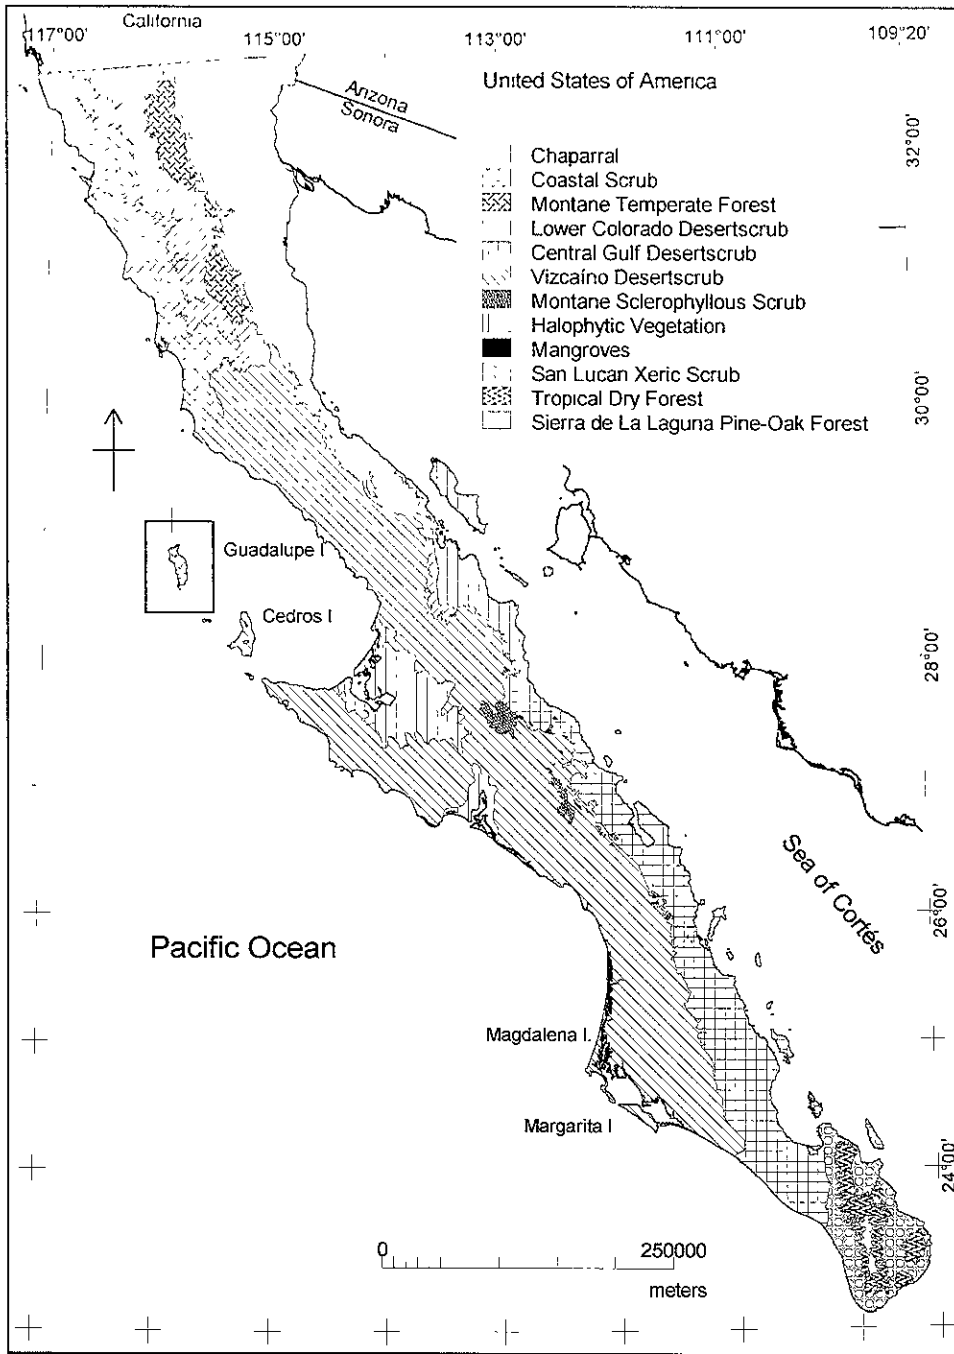 California
117°00'
115°00'
113°00'
111°00'
109°20'
United States of America
Arizona
Sonora
32°00'
Chaparral
Coastal Scrub
Montane Temperate Forest
Lower Colorado Desertscrub
Central Gulf Desertscrub
Vizcaíno Desertscrub
Montane Sclerophyllous Scrub
Halophytic Vegetation
Mangroves
San Lucan Xeric Scrub
Tropical Dry Forest
Sierra de La Laguna Pine-Oak Forest
30°00'
Guadalupe I
Cedros I
28°00'
Sea of Cortés
26°00'
Pacific Ocean
Magdalena I.
Margarita I
24°00'
0 250000
meters